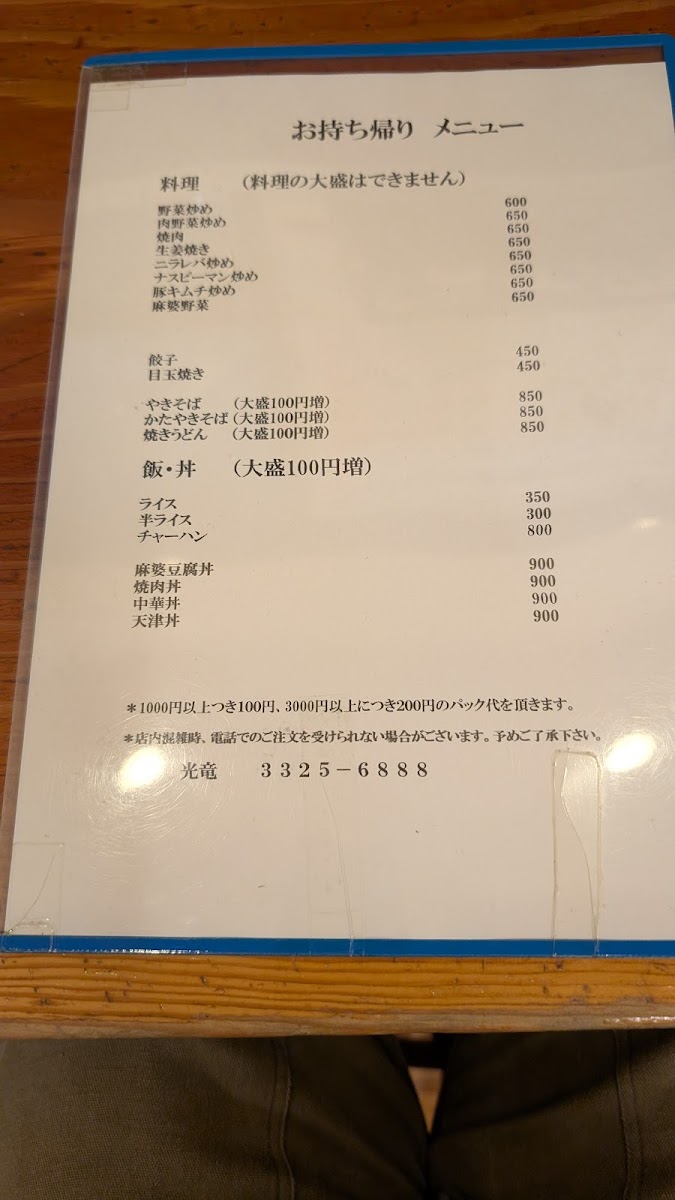 お持ち帰り メニュー
料理 (料理の大盛はできません)
野菜炒め 600
肉野菜炒め 650
焼肉 650
生姜焼き 650
ニラレバ炒め 650
ナスピーマン炒め 650
豚キムチ炒め 650
麻婆野菜 650
餃子 450
目玉焼き 450
やきそば (大盛100円増) 850
かたやきそば (大盛100円増) 850
焼きうどん (大盛100円増) 850
飯・丼 (大盛100円増)
ライス 350
半ライス 300
チャーハン 800
麻婆豆腐丼 900
焼肉丼 900
中華丼 900
天津丼 900
＊1000円以上つき100円、3000円以上につき200円のパック代を頂きます。
＊店内混雑時、電話でのご注文を受けられない場合がございます。予めご了承下さい。
光竜 3325－6888